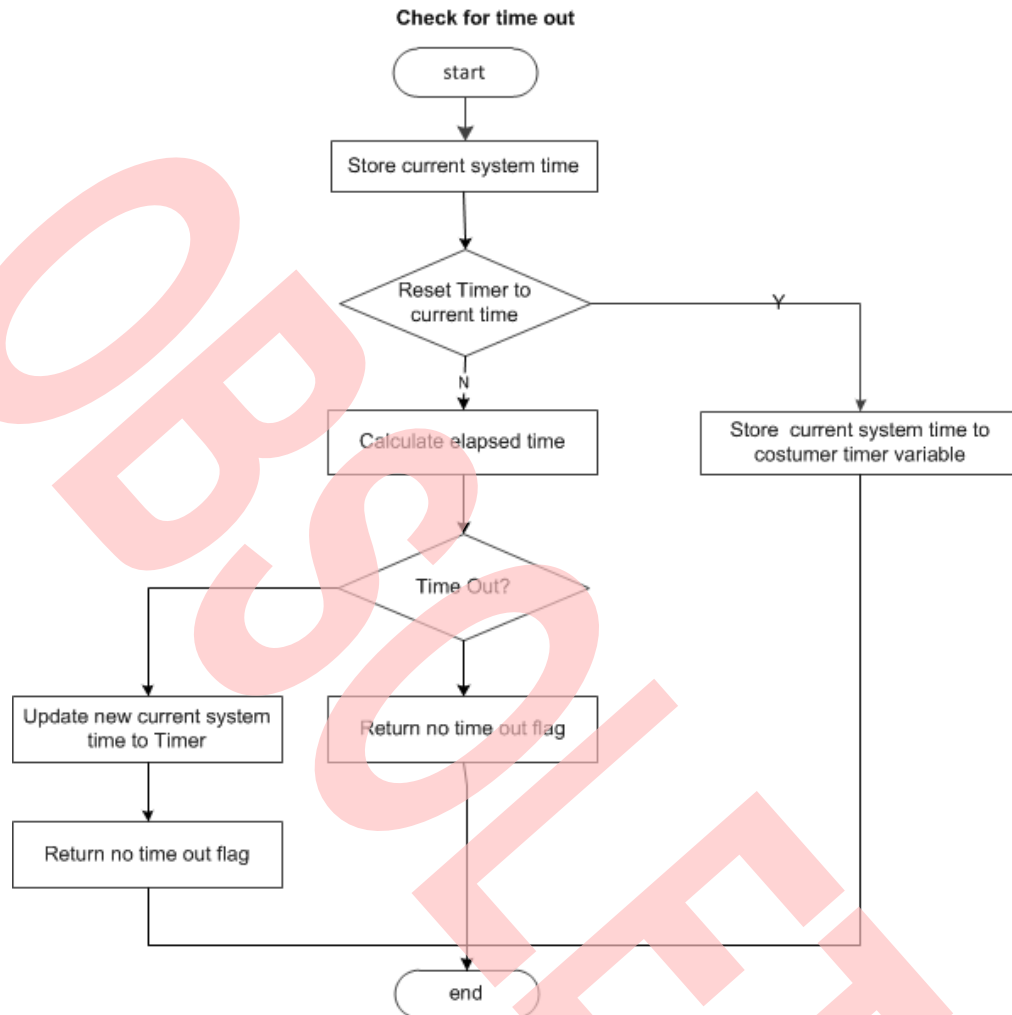 Check for time out
start
Store current system time
Reset Timer to
current time
Y
N
Calculate elapsed time
Store current system time to
costumer timer variable
Time Out?
Update new current system
time to Timer
Return no time out flag
Return no time out flag
end
OBSOLET